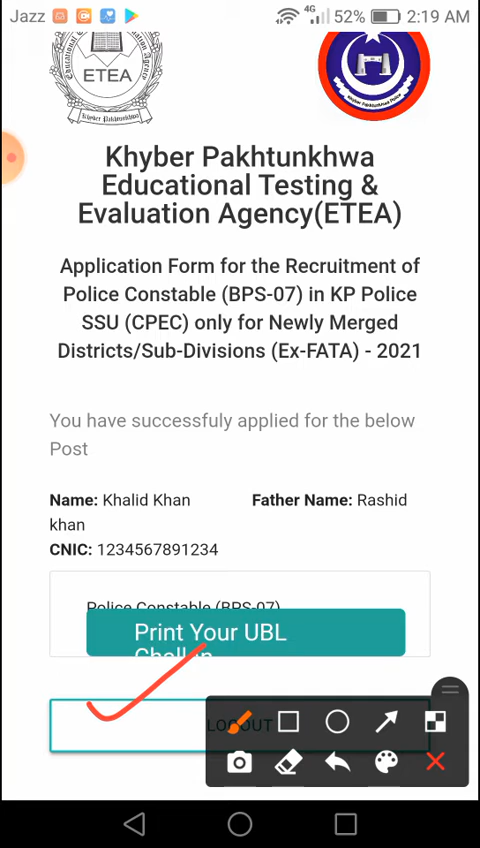 Jazz 4G 52% 2:19 AM
ETEA
Khyber Pakhtunkhwa
Khyber Pakhtunkhwa
Educational Testing &
Evaluation Agency(ETEA)
Application Form for the Recruitment of
Police Constable (BPS-07) in KP Police
SSU (CPEC) only for Newly Merged
Districts/Sub-Divisions (Ex-FATA) - 2021
You have successfuly applied for the below
Post
Name: Khalid Khan Father Name: Rashid
khan
CNIC: 1234567891234
Police Constable (BPS-07)
Print Your UBL
Challan
LOGOUT